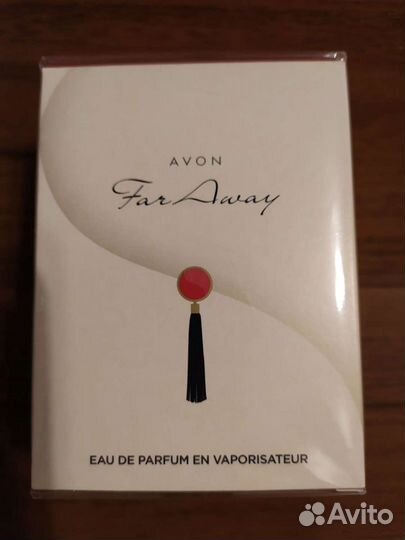 AVON
Far Away
EAU DE PARFUM EN VAPORISATEUR
Avito